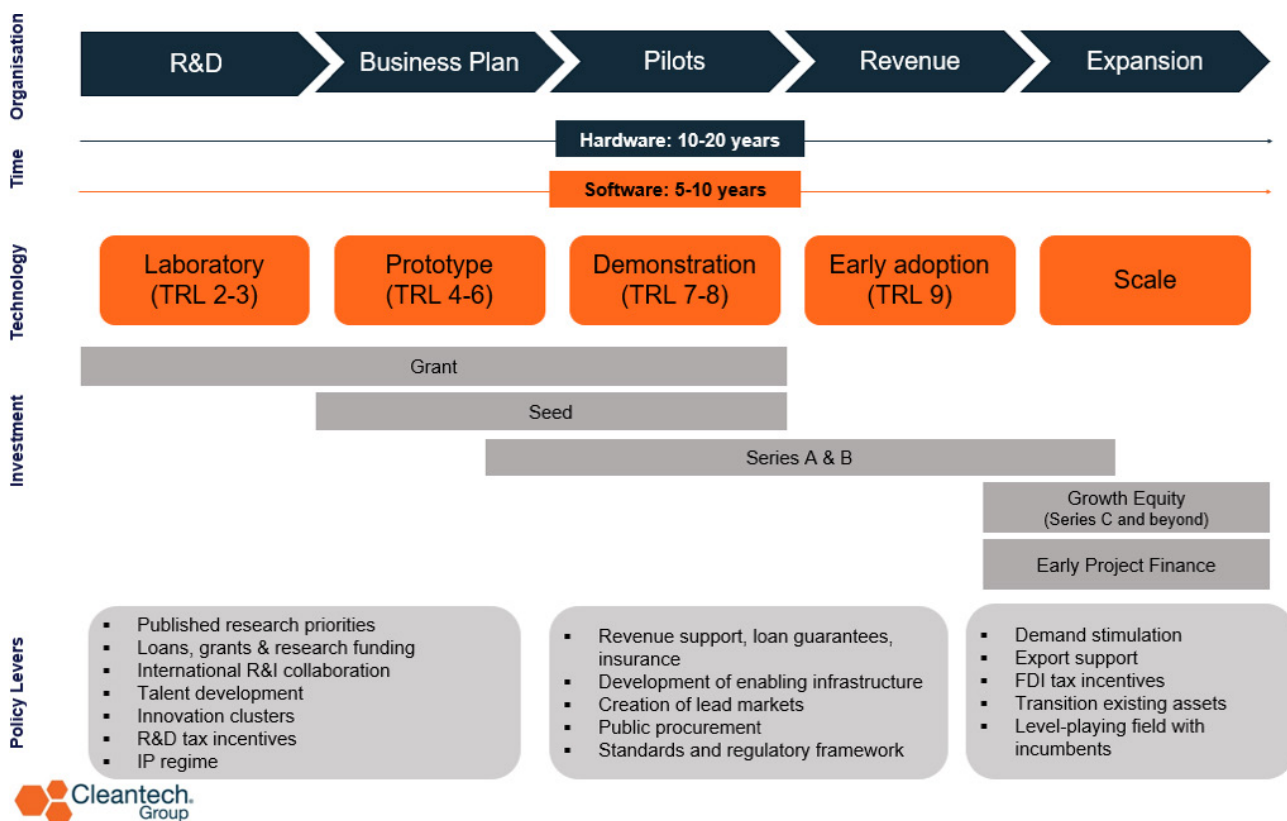 Organisation
R&D
Business Plan
Pilots
Revenue
Expansion
Time
Hardware: 10-20 years
Software: 5-10 years
Technology
Laboratory
(TRL 2-3)
Prototype
(TRL 4-6)
Demonstration
(TRL 7-8)
Early adoption
(TRL 9)
Scale
Investment
Grant
Seed
Series A & B
Growth Equity
(Series C and beyond)
Early Project Finance
Policy Levers
▪ Published research priorities
▪ Loans, grants & research funding
▪ International R&I collaboration
▪ Talent development
▪ Innovation clusters
▪ R&D tax incentives
▪ IP regime
▪ Revenue support, loan guarantees,
insurance
▪ Development of enabling infrastructure
▪ Creation of lead markets
▪ Public procurement
▪ Standards and regulatory framework
▪ Demand stimulation
▪ Export support
▪ FDI tax incentives
▪ Transition existing assets
▪ Level-playing field with
incumbents
Cleantech®
Group